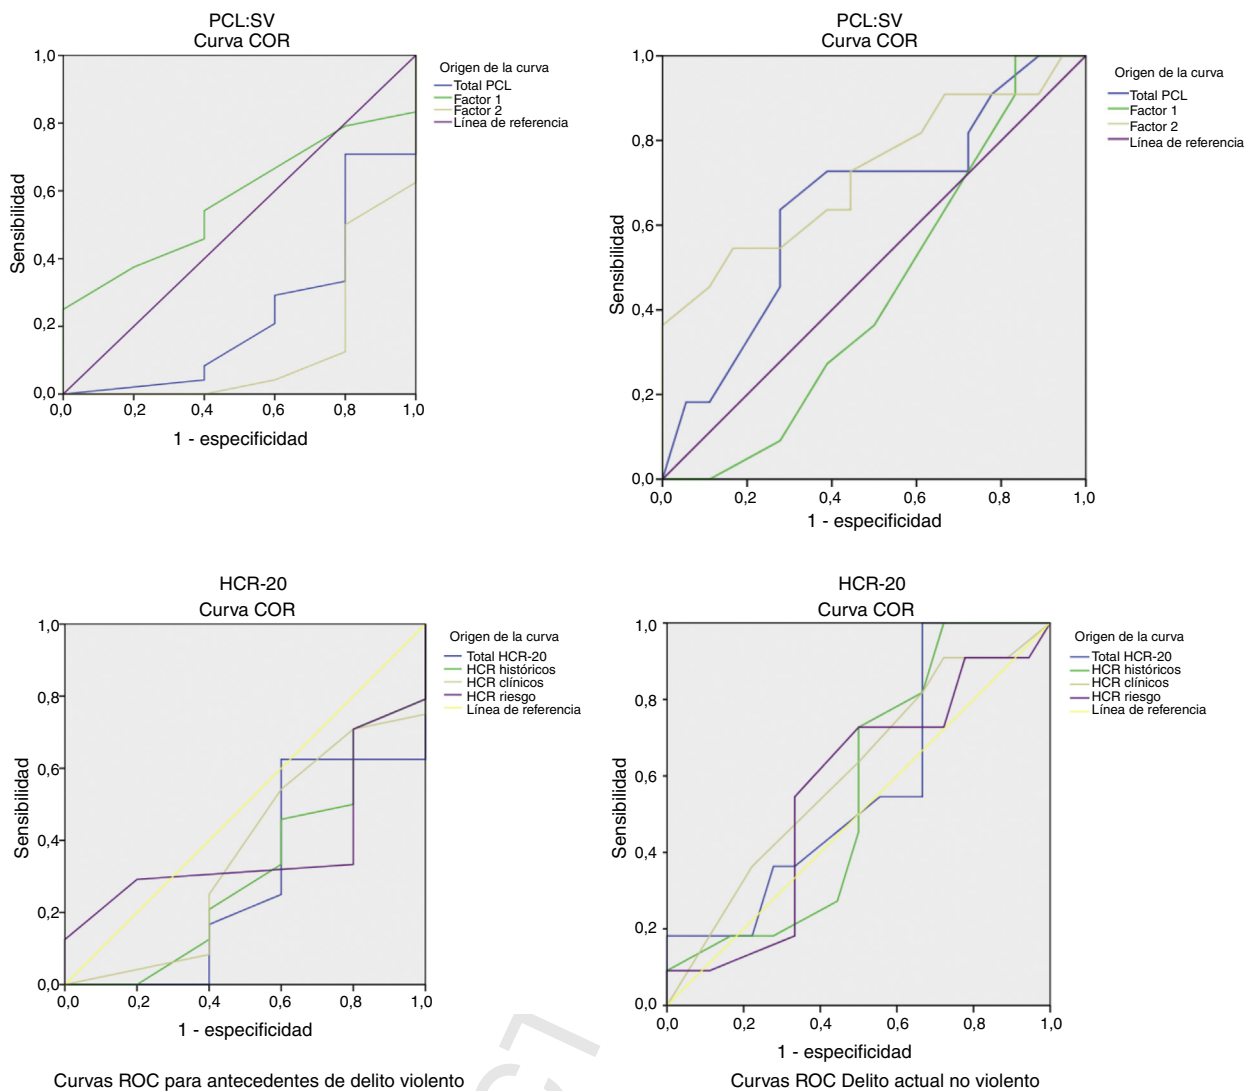 PCL:SV
Curva COR
1,0
0,8
0,6
0,4
0,2
0,0
0,0 0,2 0,4 0,6 0,8 1,0
Sensibilidad
1 - especificidad
Origen de la curva
Total PCL
Factor 1
Factor 2
Línea de referencia
PCL:SV
Curva COR
1,0
0,8
0,6
0,4
0,2
0,0
0,0 0,2 0,4 0,6 0,8 1,0
Sensibilidad
1 - especificidad
Origen de la curva
Total PCL
Factor 1
Factor 2
Línea de referencia
HCR-20
Curva COR
1,0
0,8
0,6
0,4
0,2
0,0
0,0 0,2 0,4 0,6 0,8 1,0
Sensibilidad
1 - especificidad
Origen de la curva
Total HCR-20
HCR históricos
HCR clínicos
HCR riesgo
Línea de referencia
Curvas ROC para antecedentes de delito violento
HCR-20
Curva COR
1,0
0,8
0,6
0,4
0,2
0,0
0,0 0,2 0,4 0,6 0,8 1,0
Sensibilidad
1 - especificidad
Origen de la curva
Total HCR-20
HCR históricos
HCR clínicos
HCR riesgo
Línea de referencia
Curvas ROC Delito actual no violento